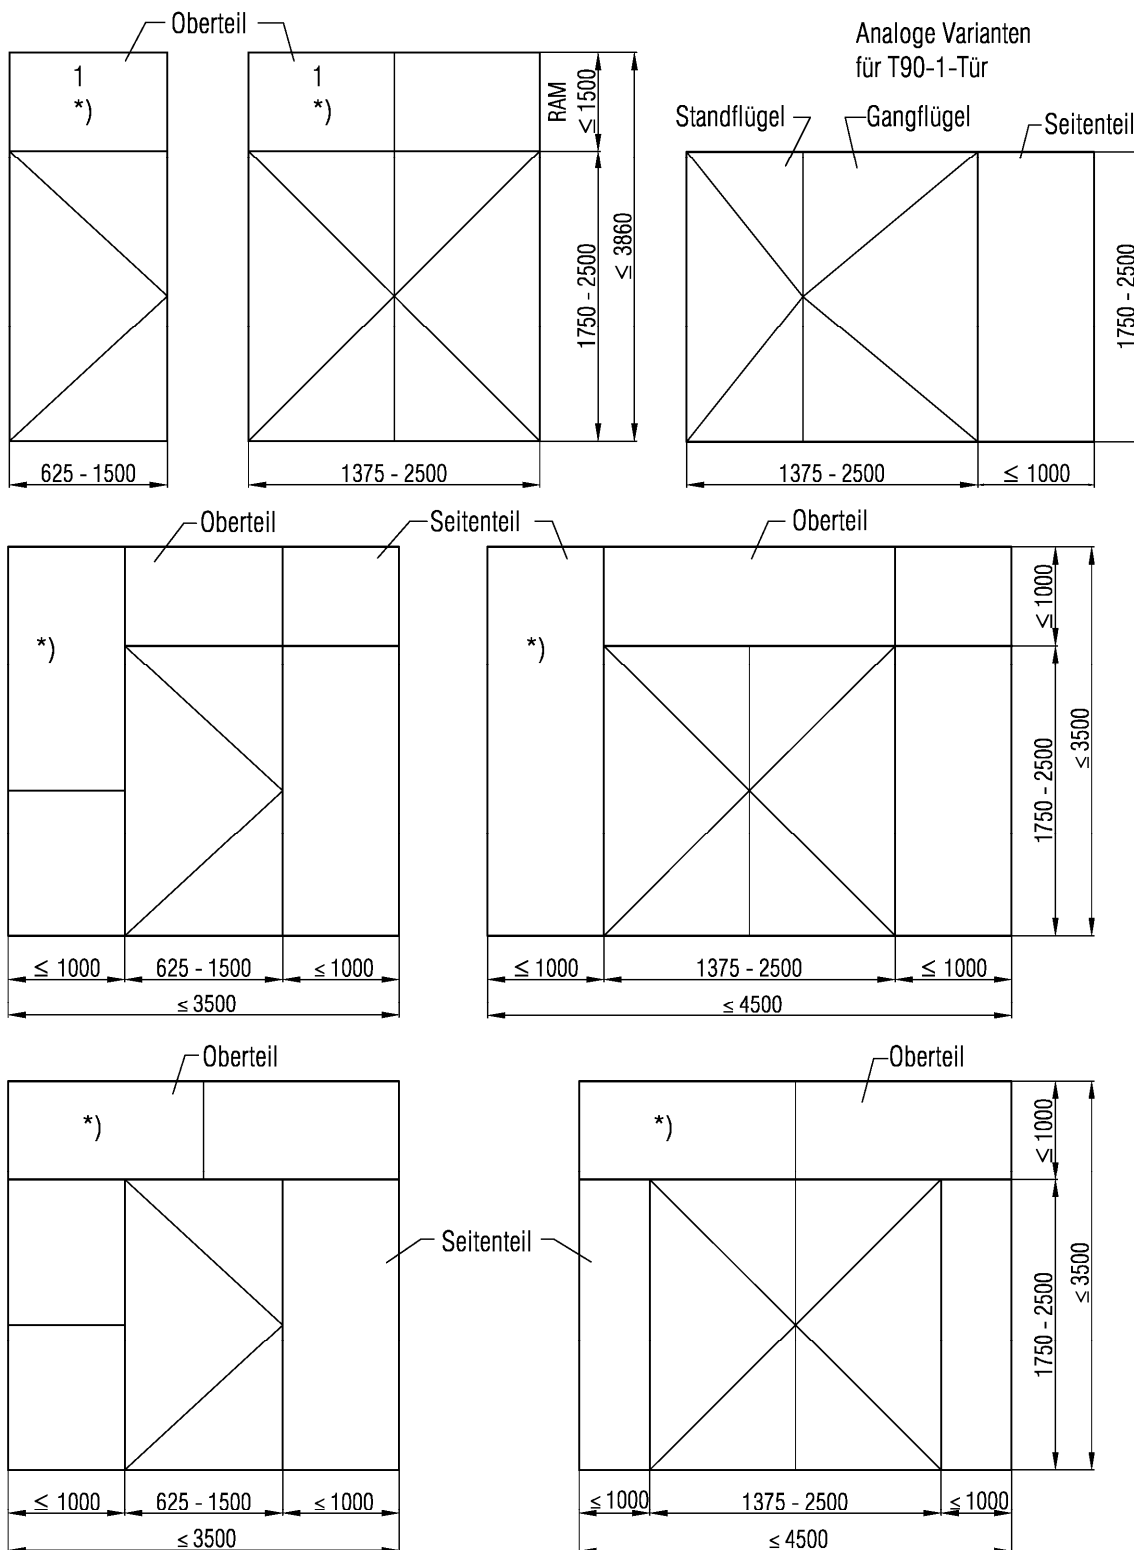 Oberteil
1
*)
1
*)
RAM
≤ 1500
1750 - 2500
≤ 3860
625 - 1500
1375 - 2500
Analoge Varianten
für T90-1-Tür
Standflügel
Gangflügel
Seitenteil
1750 - 2500
1375 - 2500
≤ 1000
Oberteil
Seitenteil
Oberteil
*)
*)
≤ 1000
1750 - 2500
≤ 3500
≤ 1000
625 - 1500
≤ 1000
≤ 3500
≤ 1000
1375 - 2500
≤ 1000
≤ 4500
Oberteil
Oberteil
*)
*)
≤ 1000
Seitenteil
1750 - 2500
≤ 3500
≤ 1000
625 - 1500
≤ 1000
≤ 3500
≤ 1000
1375 - 2500
≤ 1000
≤ 4500